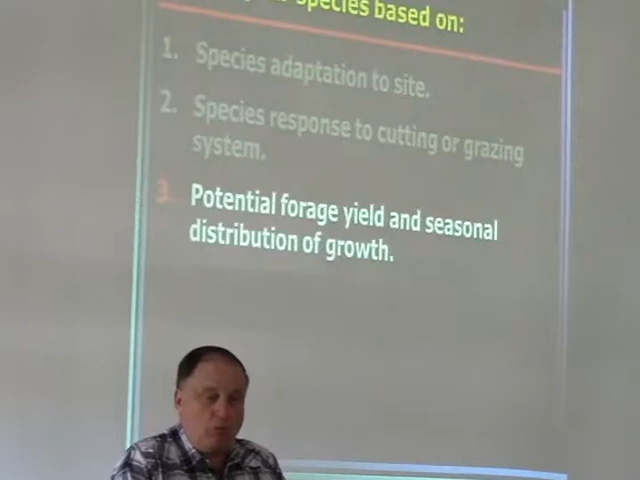 species based on:
1. Species adaptation to site.
2. Species response to cutting or grazing
system.
3. Potential forage yield and seasonal
distribution of growth.